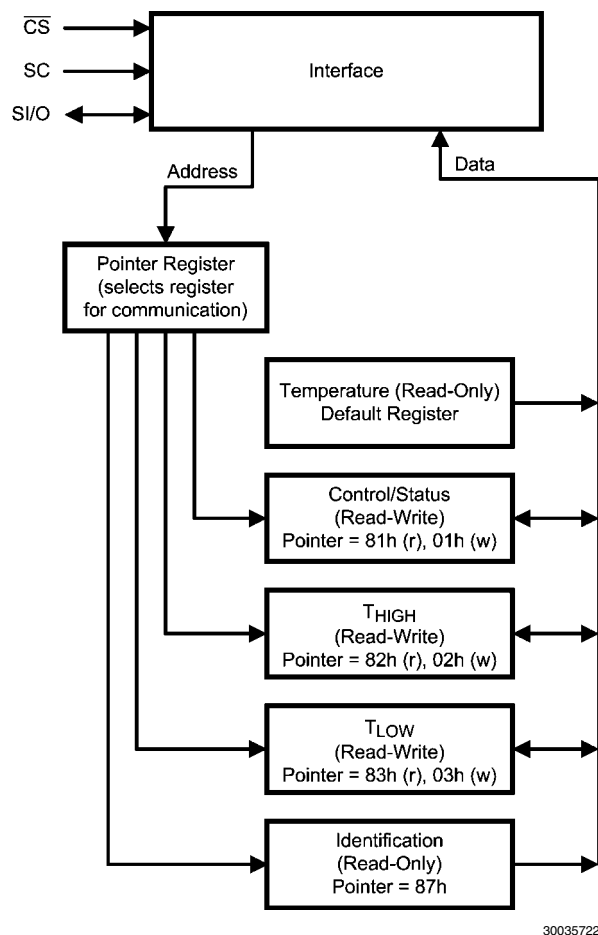 CS
SC
SI/O
Interface
Address
Data
Pointer Register
(selects register
for communication)
Temperature (Read-Only)
Default Register
Control/Status
(Read-Write)
Pointer = 81h (r), 01h (w)
THIGH
(Read-Write)
Pointer = 82h (r), 02h (w)
TLOW
(Read-Write)
Pointer = 83h (r), 03h (w)
Identification
(Read-Only)
Pointer = 87h
30035722